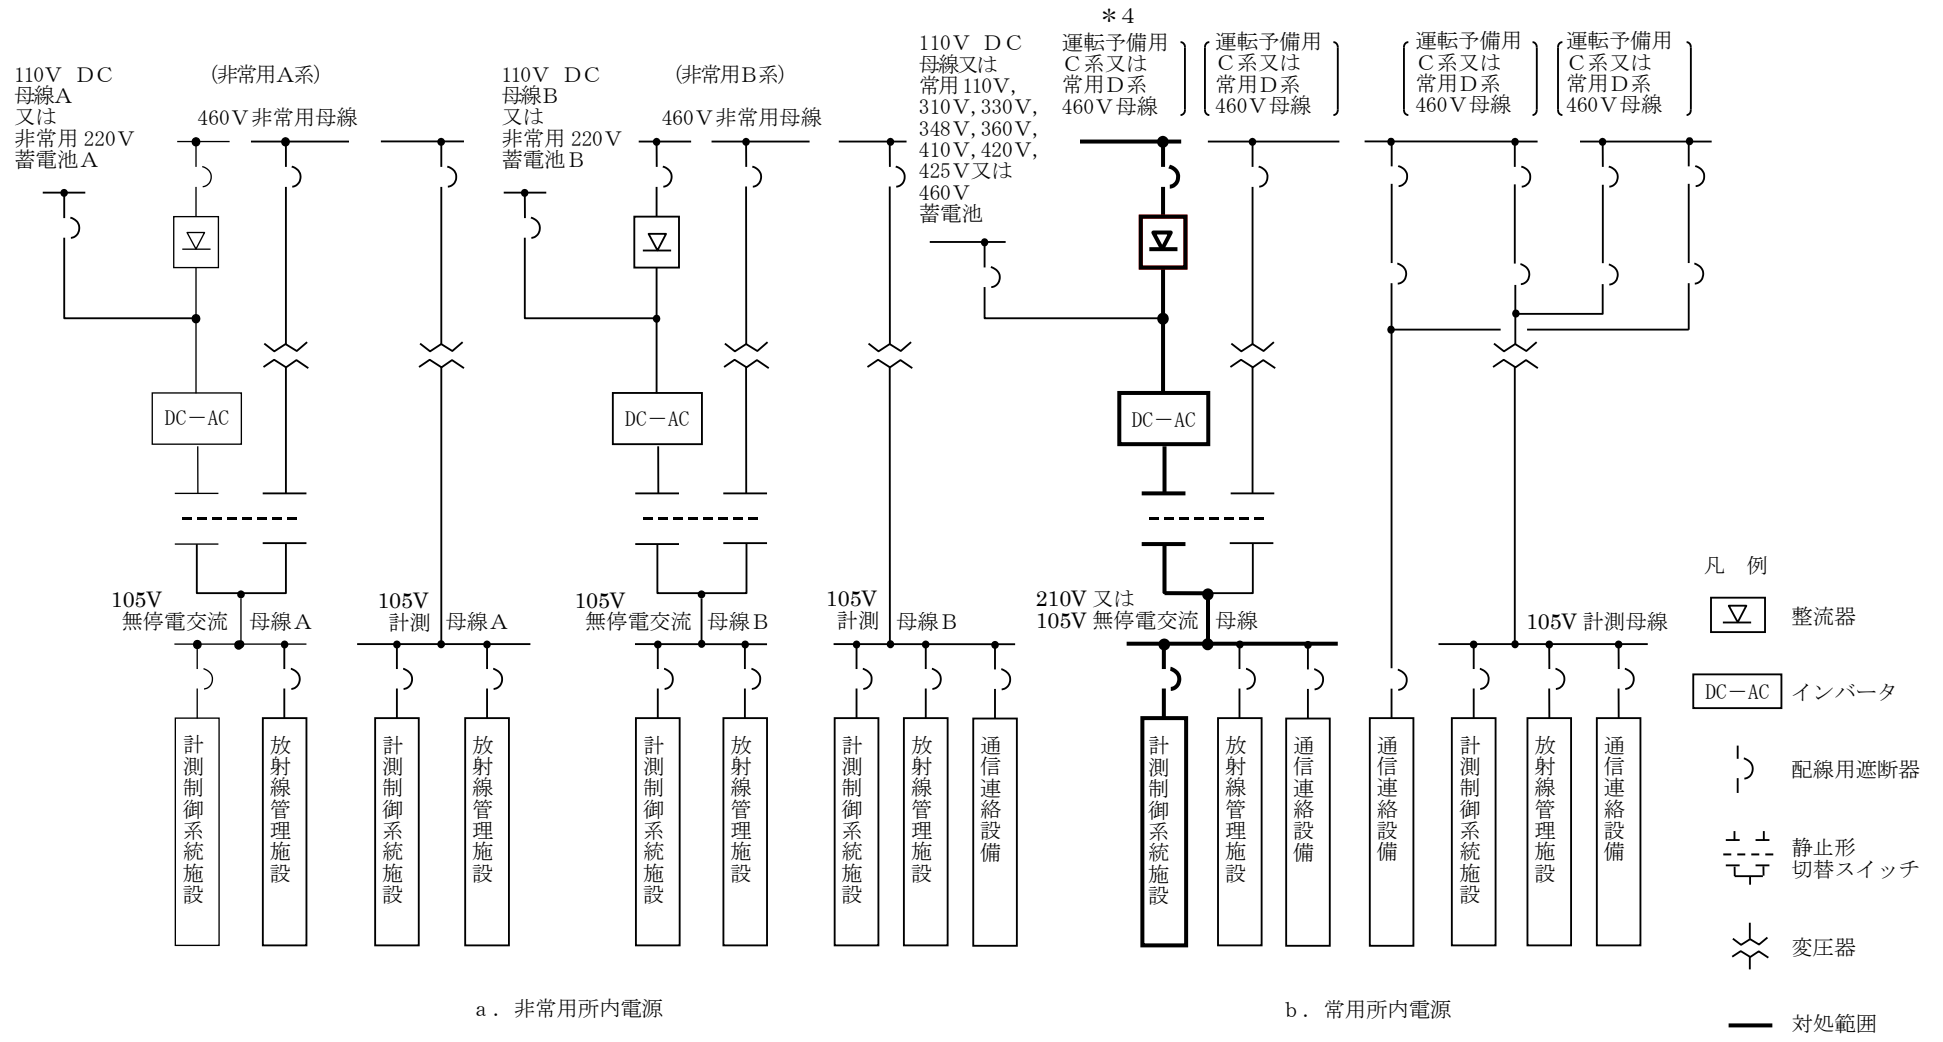 110V DC
母線A
又は
非常用 220V
蓄電池A
(非常用A系)
460V非常用母線
110V DC
母線B
又は
非常用 220V
蓄電池B
(非常用B系)
460V非常用母線
110V DC
母線又は
常用 110V,
310V, 330V,
348V, 360V,
410V, 420V,
425V又は
460V
蓄電池
*4
運転予備用
C系又は
常用D系
460V母線
運転予備用
C系又は
常用D系
460V母線
運転予備用
C系又は
常用D系
460V母線
運転予備用
C系又は
常用D系
460V母線
DC-AC
DC-AC
DC-AC
105V
無停電交流 母線A
105V
計測 母線A
105V
無停電交流 母線B
105V
計測 母線B
210V 又は
105V 無停電交流 母線
105V 計測母線
計測制御系統施設
放射線管理施設
計測制御系統施設
放射線管理施設
計測制御系統施設
放射線管理施設
計測制御系統施設
放射線管理施設
通信連絡設備
計測制御系統施設
放射線管理施設
通信連絡設備
通信連絡設備
計測制御系統施設
放射線管理施設
通信連絡設備
凡 例
整流器
DC-AC インバータ
配線用遮断器
静止形
切替スイッチ
変圧器
対処範囲
a. 非常用所内電源
b. 常用所内電源